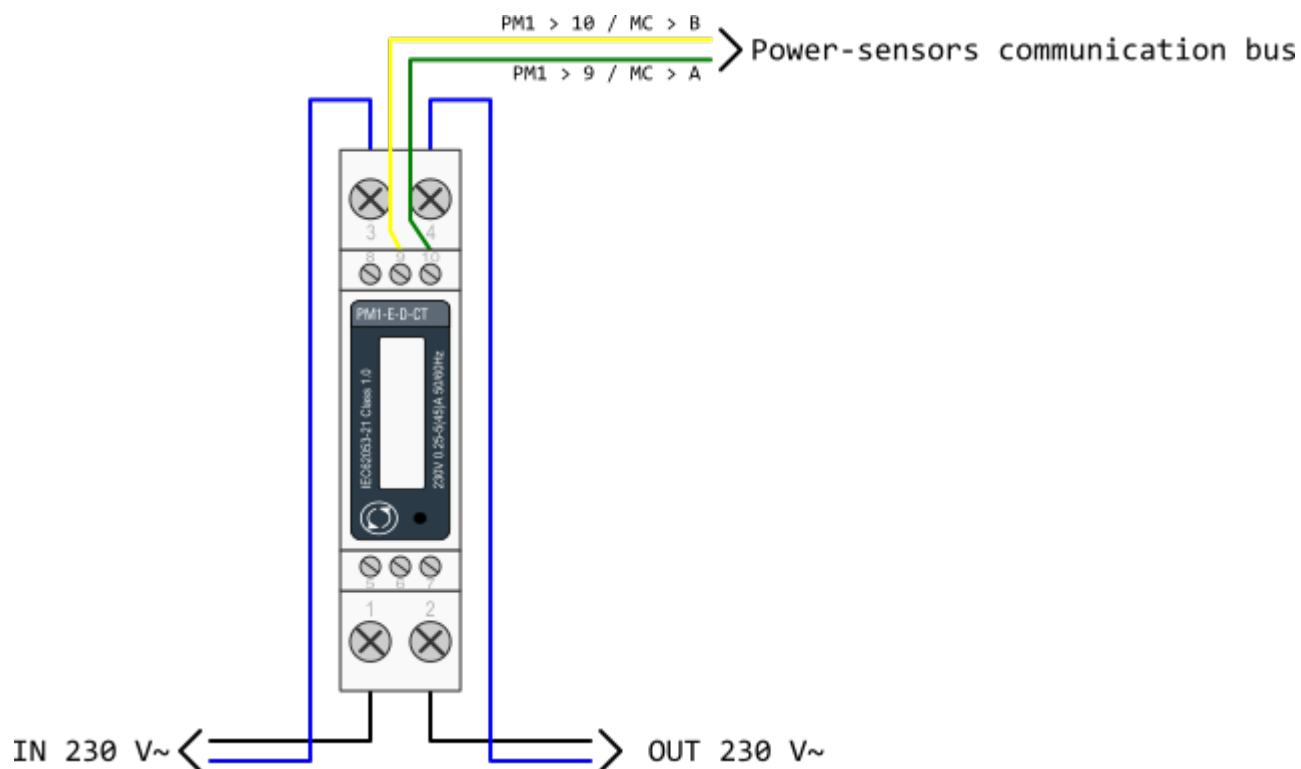 PM1 > 10 / MC > B
Power-sensors communication bus
PM1 > 9 / MC > A
3 4
8 9 10
PM1-E-D-CT
IEC62053-21 Class 1.0
230V 0.25-5(45)A 50/60Hz
5 6 7
1 2
IN 230 V~
OUT 230 V~